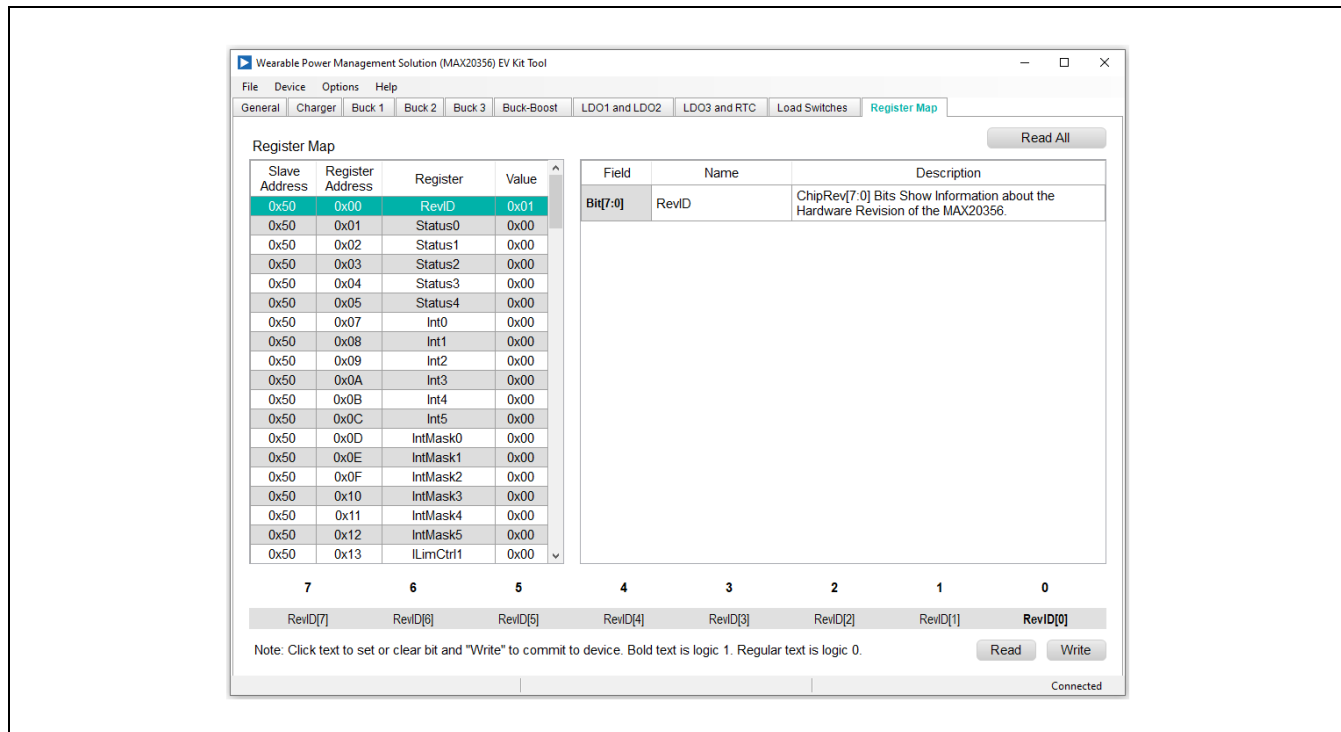 Wearable Power Management Solution (MAX20356) EV Kit Tool
File Device Options Help
General Charger Buck 1 Buck 2 Buck 3 Buck-Boost LDO1 and LDO2 LDO3 and RTC Load Switches Register Map
Read All
Register Map
Slave Address Register Address Register Value
0x50 0x00 RevID 0x01
0x50 0x01 Status0 0x00
0x50 0x02 Status1 0x00
0x50 0x03 Status2 0x00
0x50 0x04 Status3 0x00
0x50 0x05 Status4 0x00
0x50 0x07 Int0 0x00
0x50 0x08 Int1 0x00
0x50 0x09 Int2 0x00
0x50 0x0A Int3 0x00
0x50 0x0B Int4 0x00
0x50 0x0C Int5 0x00
0x50 0x0D IntMask0 0x00
0x50 0x0E IntMask1 0x00
0x50 0x0F IntMask2 0x00
0x50 0x10 IntMask3 0x00
0x50 0x11 IntMask4 0x00
0x50 0x12 IntMask5 0x00
0x50 0x13 ILimCtrl1 0x00
Field Name Description
Bit[7:0] RevID ChipRev[7:0] Bits Show Information about the
Hardware Revision of the MAX20356.
7 6 5 4 3 2 1 0
RevID[7] RevID[6] RevID[5] RevID[4] RevID[3] RevID[2] RevID[1] RevID[0]
Note: Click text to set or clear bit and "Write" to commit to device. Bold text is logic 1. Regular text is logic 0.
Read Write
Connected